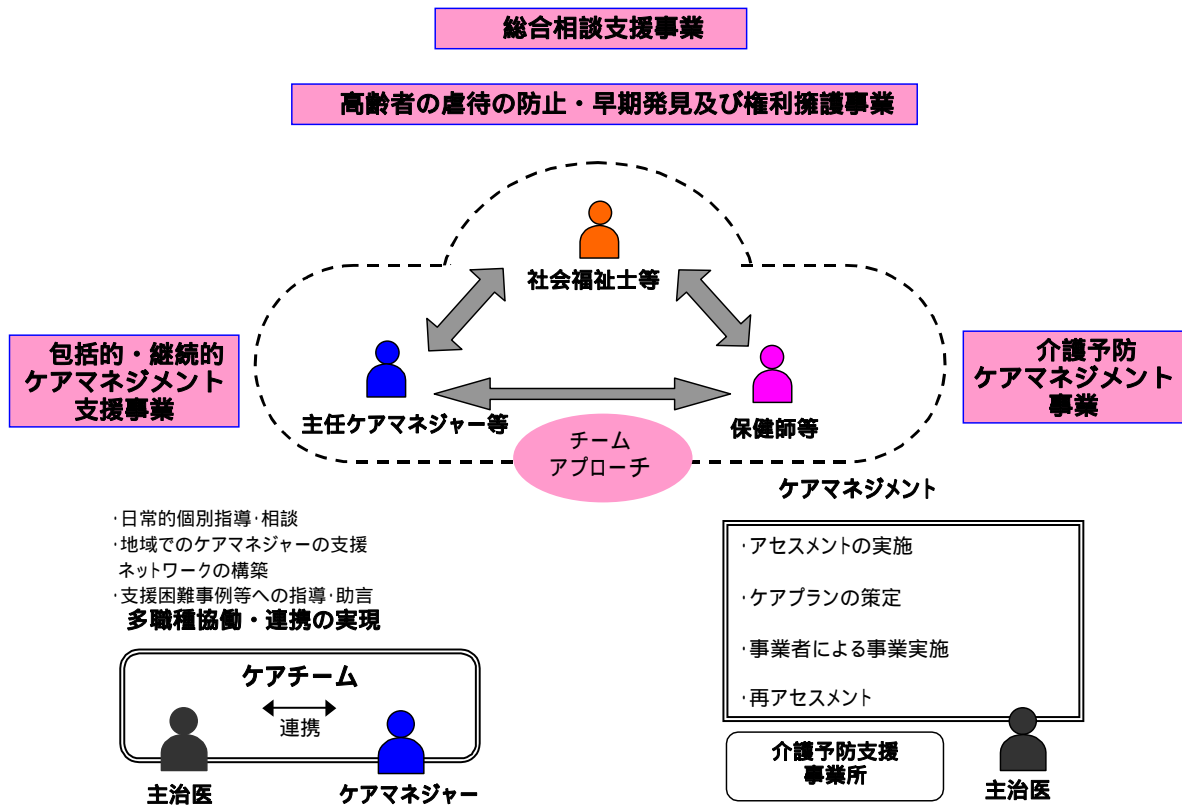 総合相談支援事業
高齢者の虐待の防止・早期発見及び権利擁護事業
社会福祉士等
包括的・継続的
ケアマネジメント
支援事業
介護予防
ケアマネジメント
事業
主任ケアマネジャー等
保健師等
チーム
アプローチ
ケアマネジメント
・日常的個別指導・相談
・地域でのケアマネジャーの支援
ネットワークの構築
・支援困難事例等への指導・助言
多職種協働・連携の実現
ケアチーム
連携
主治医
ケアマネジャー
・アセスメントの実施
・ケアプランの策定
・事業者による事業実施
・再アセスメント
介護予防支援
事業所
主治医